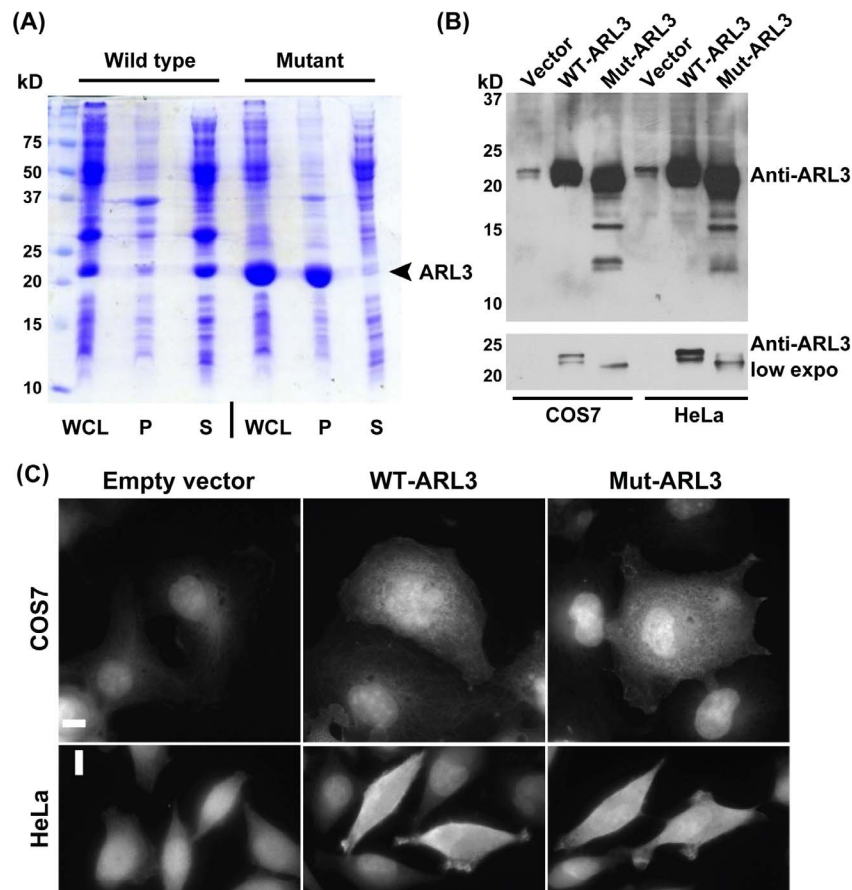 (A)
Wild type Mutant
kD
75
50
37
25
20
15
10
ARL3
WCL P S WCL P S
(B)
Vector WT-ARL3 Mut-ARL3 Vector WT-ARL3 Mut-ARL3
kD
37
25
20
15
10
Anti-ARL3
25
20
Anti-ARL3
low expo
COS7 HeLa
(C)
Empty vector WT-ARL3 Mut-ARL3
COS7
HeLa